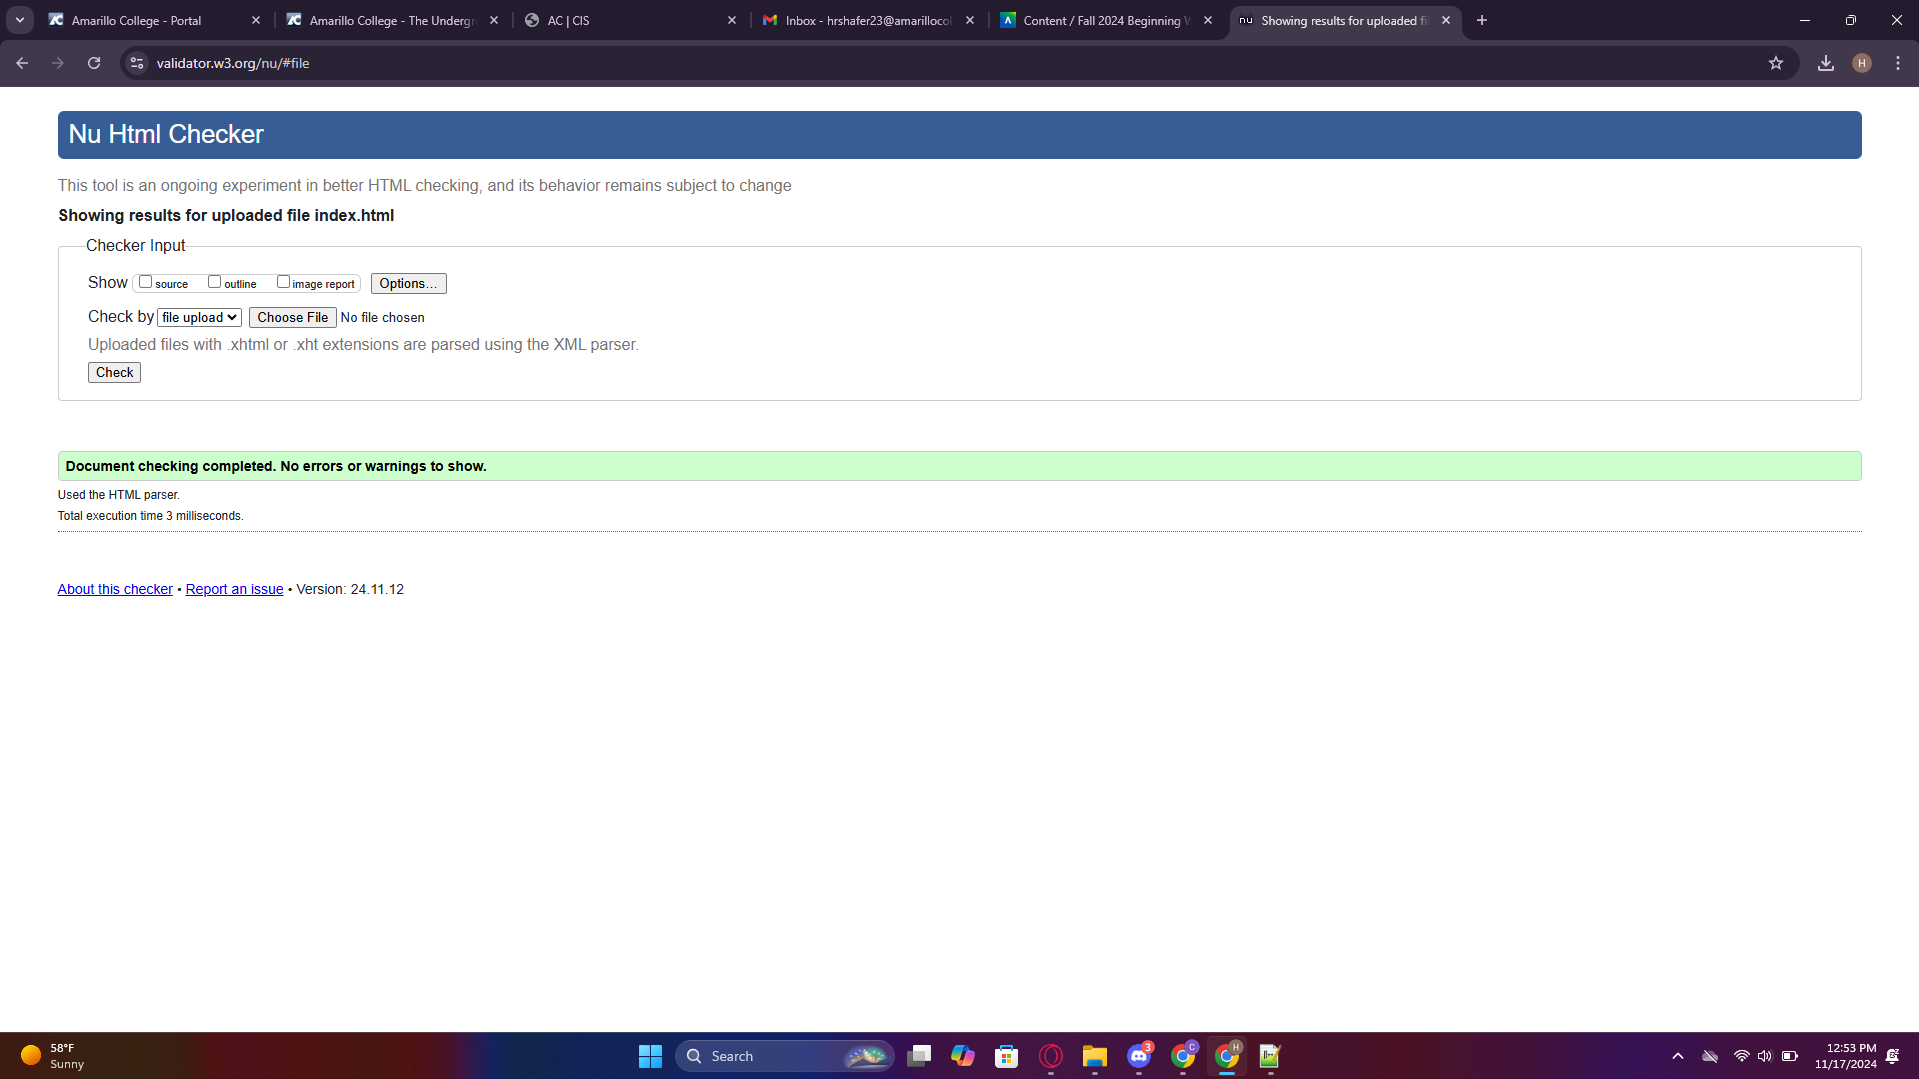 Amarillo College - Portal
Amarillo College - The Undergr
AC | CIS
Inbox - hrshafer23@amarilloco
Content / Fall 2024 Beginning W
nu Showing results for uploaded fi
validator.w3.org/nu/#file
H
Nu Html Checker
This tool is an ongoing experiment in better HTML checking, and its behavior remains subject to change
Showing results for uploaded file index.html
Checker Input
Show source outline image report Options...
Check by file upload Choose File No file chosen
Uploaded files with .xhtml or .xht extensions are parsed using the XML parser.
Check
Document checking completed. No errors or warnings to show.
Used the HTML parser.
Total execution time 3 milliseconds.
About this checker • Report an issue • Version: 24.11.12
58°F
Sunny
Search
3
C
H
12:53 PM
11/17/2024